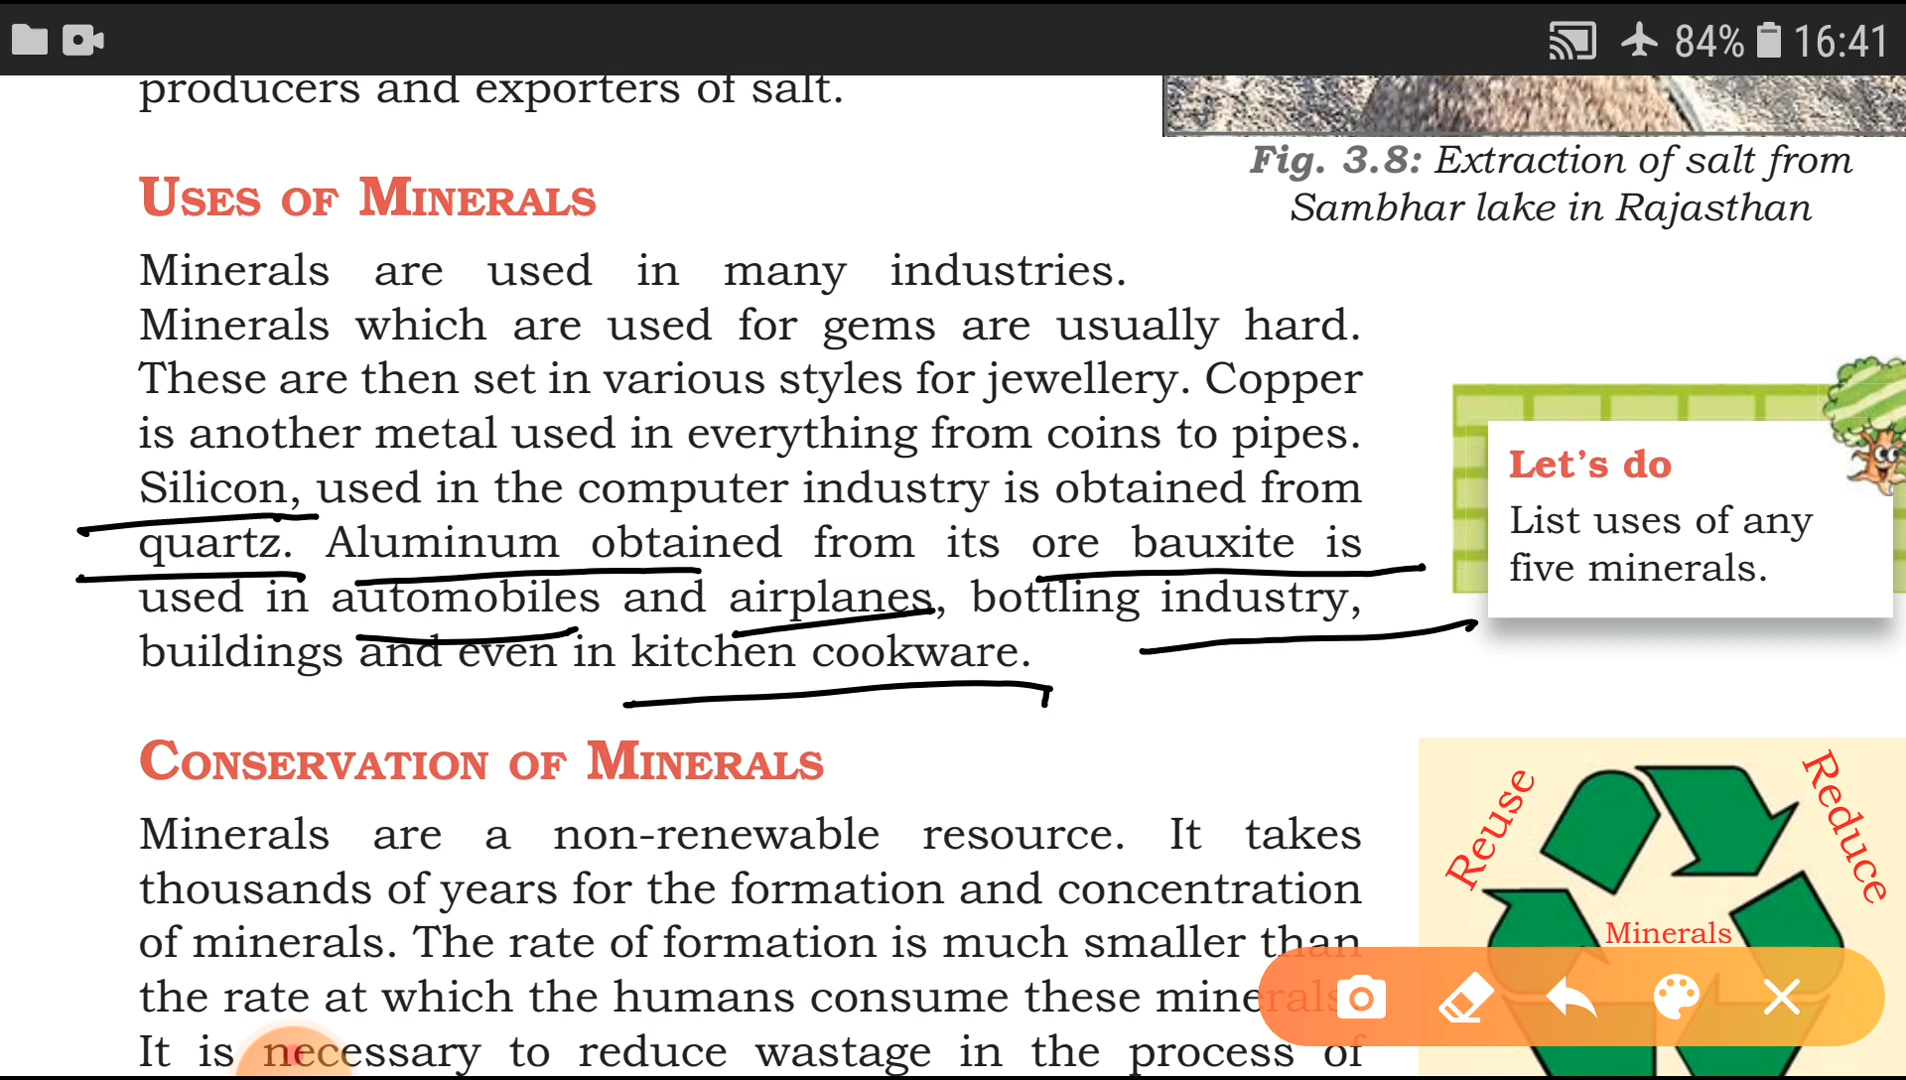 84% 16:41
producers and exporters of salt.
Fig. 3.8: Extraction of salt from
Sambhar lake in Rajasthan
USES OF MINERALS
Minerals are used in many industries.
Minerals which are used for gems are usually hard.
These are then set in various styles for jewellery. Copper
is another metal used in everything from coins to pipes.
Silicon, used in the computer industry is obtained from
quartz. Aluminum obtained from its ore bauxite is
used in automobiles and airplanes, bottling industry,
buildings and even in kitchen cookware.
Let's do
List uses of any
five minerals.
CONSERVATION OF MINERALS
Minerals are a non-renewable resource. It takes
thousands of years for the formation and concentration
of minerals. The rate of formation is much smaller than
the rate at which the humans consume these minerals.
It is necessary to reduce wastage in the process of
Reuse
Reduce
Minerals